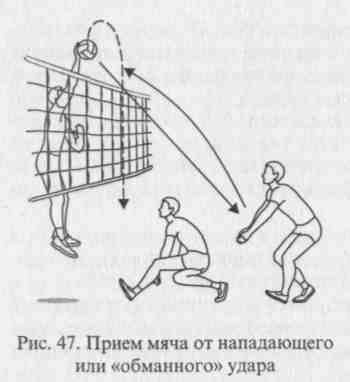 Рис. 47. Прием мяча от нападающего
или «обманного» удара